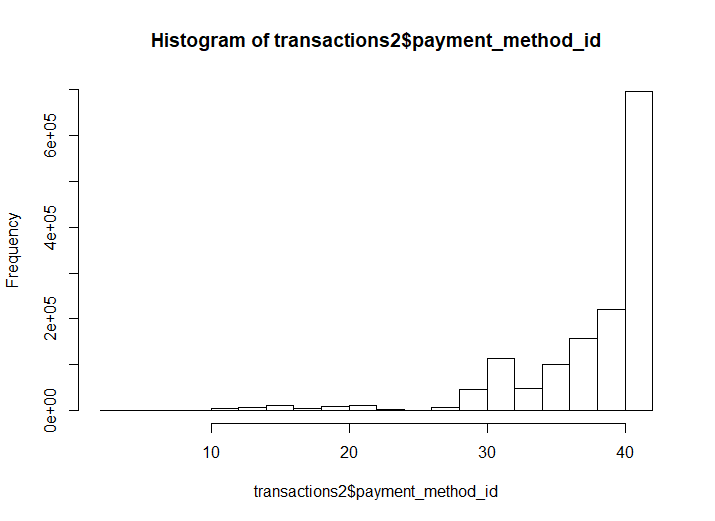 Histogram of transactions2$payment_method_id
Frequency
6e+05
4e+05
2e+05
0e+00
10 20 30 40
transactions2$payment_method_id